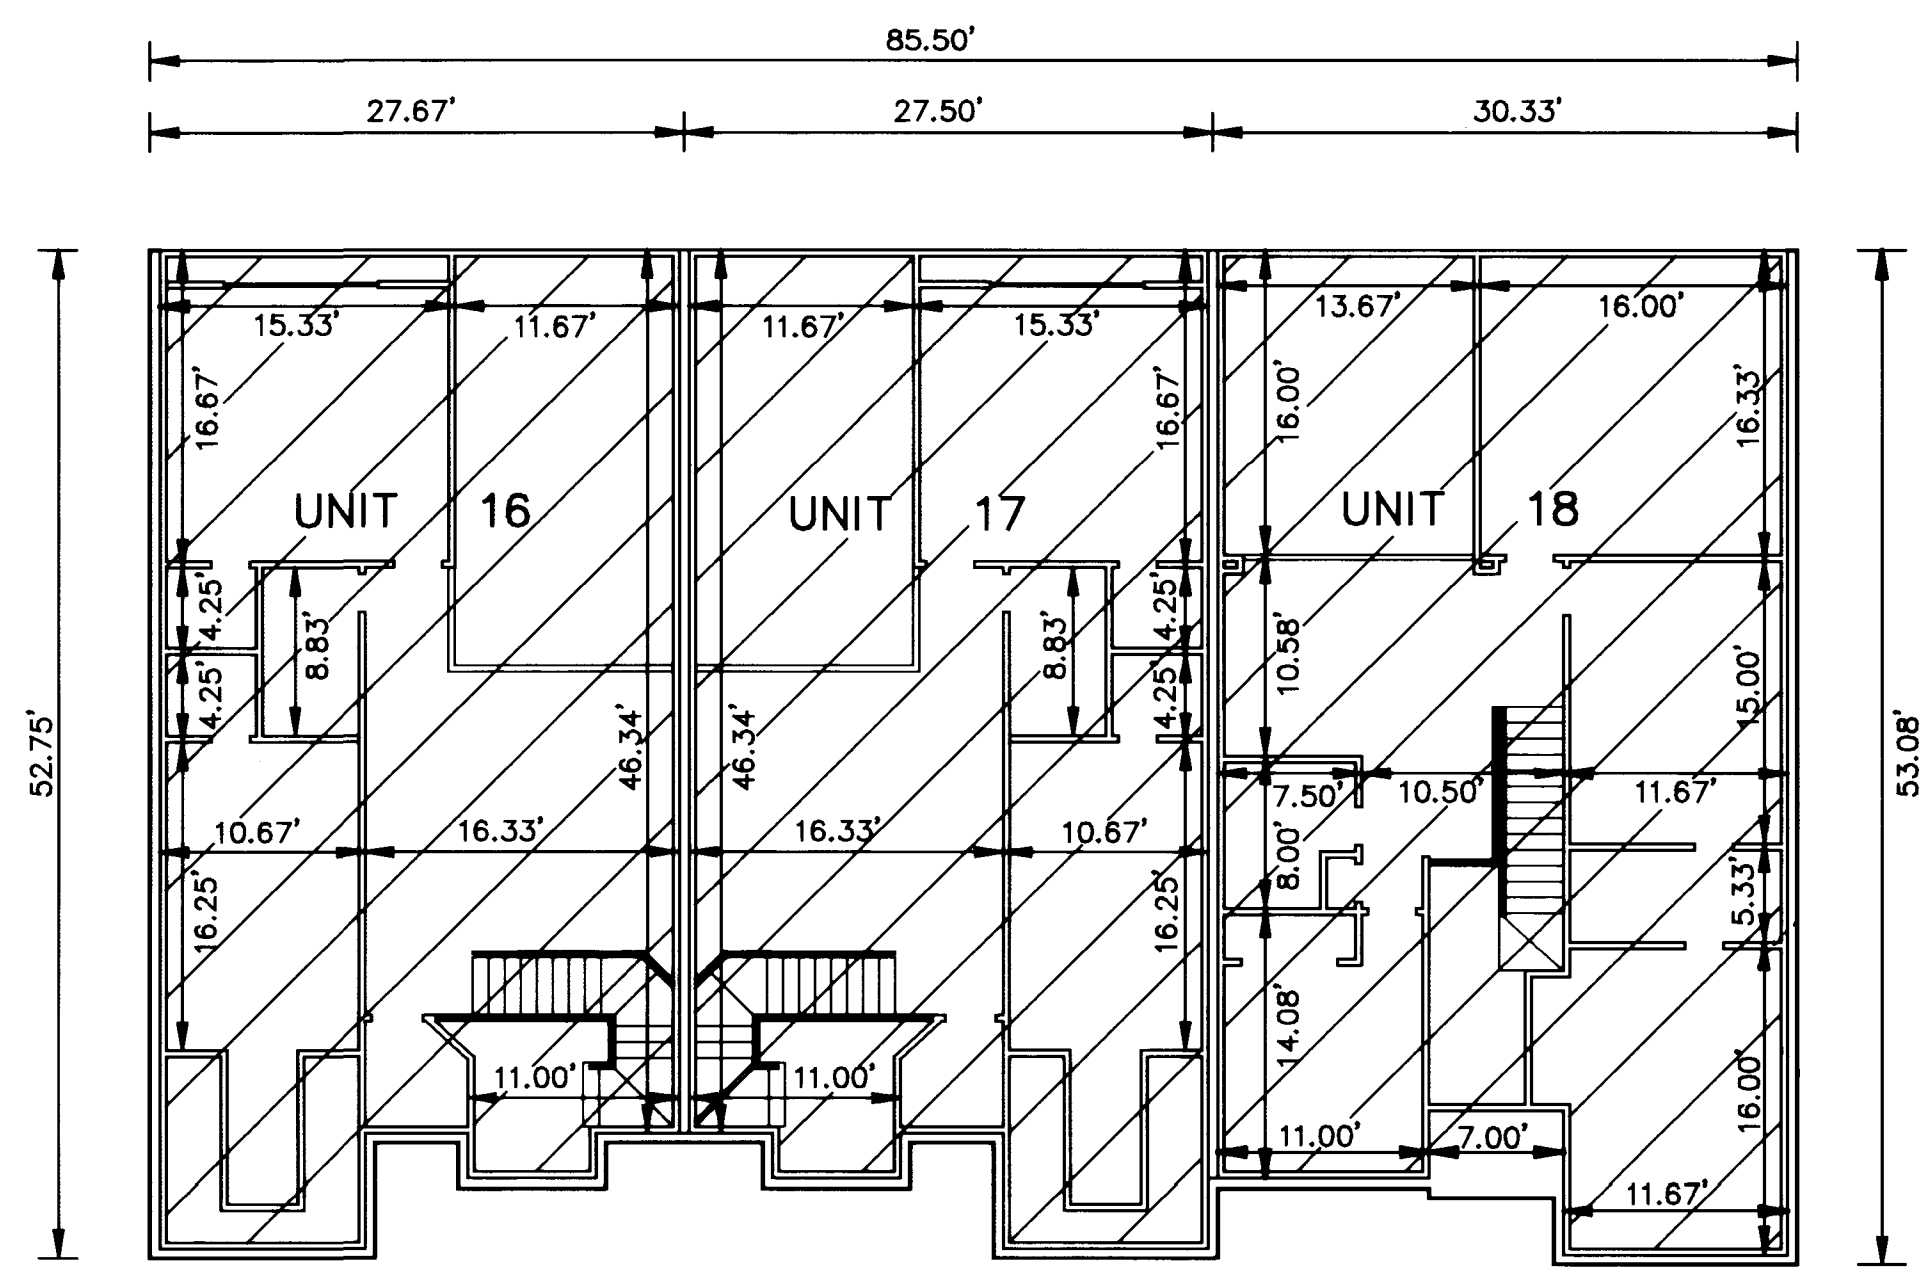 85.50'
27.67' 27.50' 30.33'
13.67' 16.00'
15.33' 11.67' 11.67' 15.33'
16.67' 16.67' 16.00' 16.33'
UNIT 16 UNIT 17 UNIT 18
4.25' 8.83' 8.83' 4.25' 10.58' 15.00'
4.25' 46.34' 46.34' 4.25'
52.75' 53.08'
7.50' 10.50' 11.67'
10.67' 16.33' 16.33' 10.67'
8.00' 5.33'
16.25' 16.25'
14.08' 16.00'
11.00' 11.00'
11.00' 7.00'
11.67'